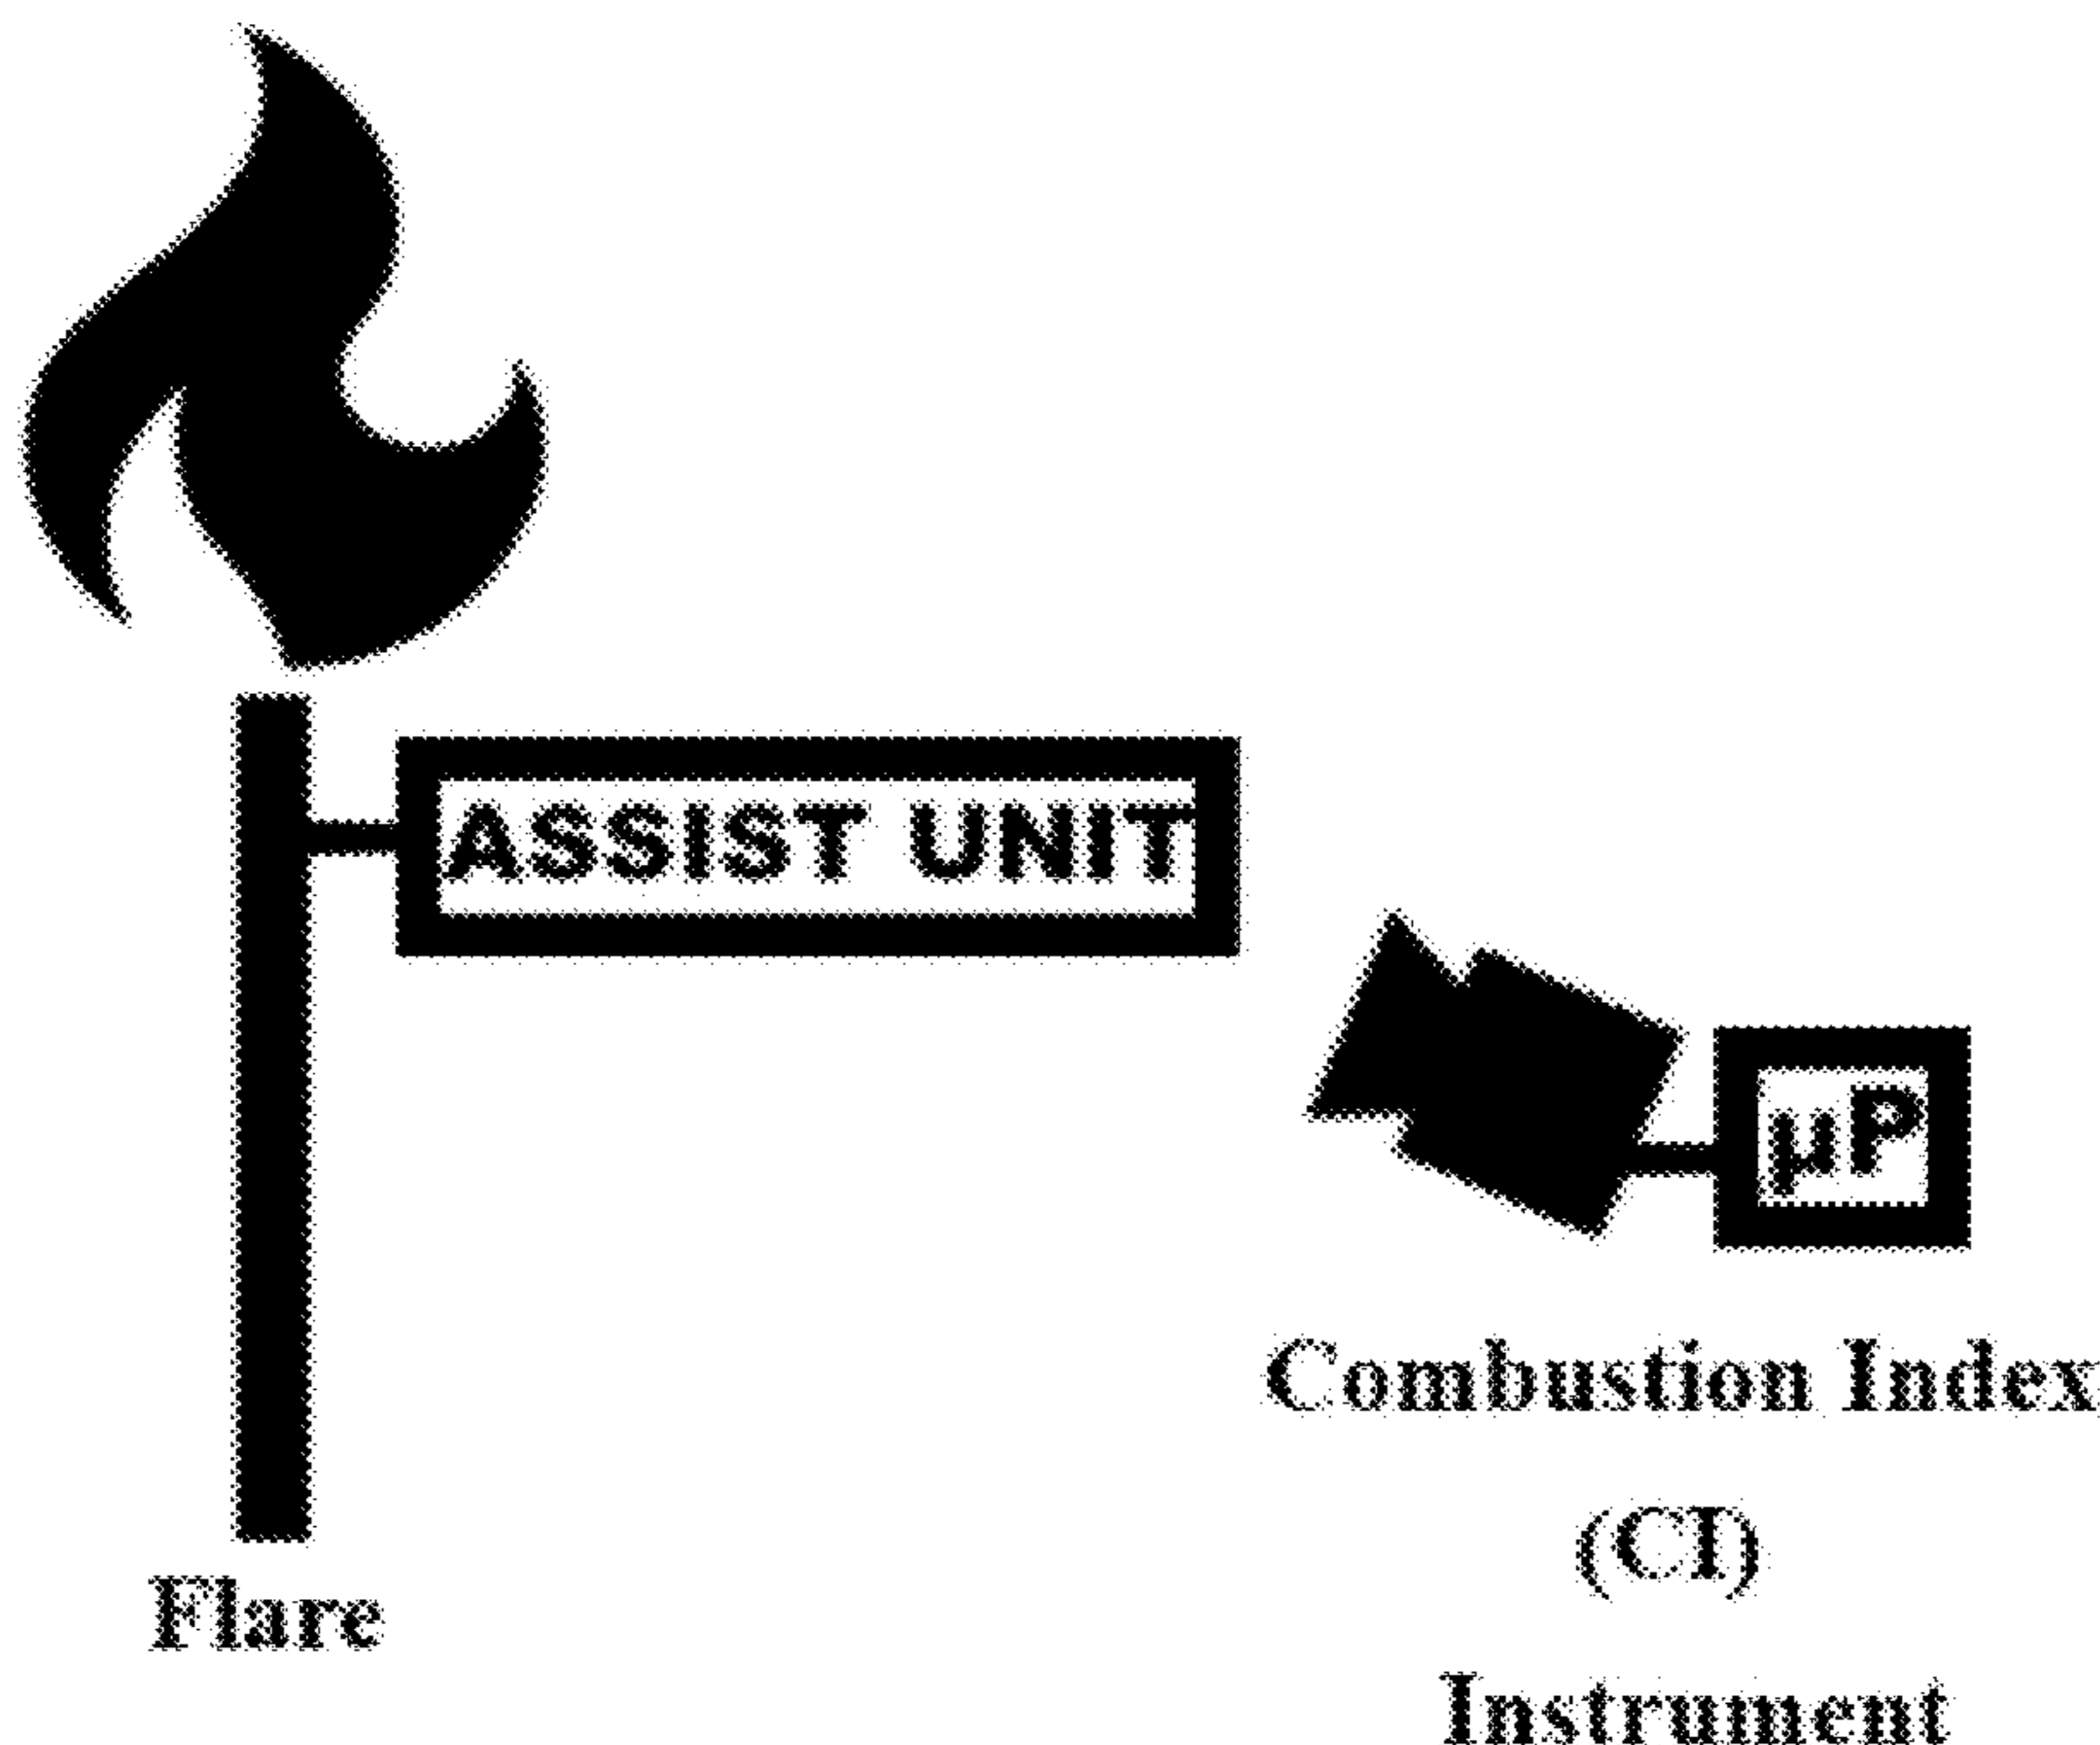 ASSIST UNIT
µP
Combustion Index
(CI)
Instrument
Flare